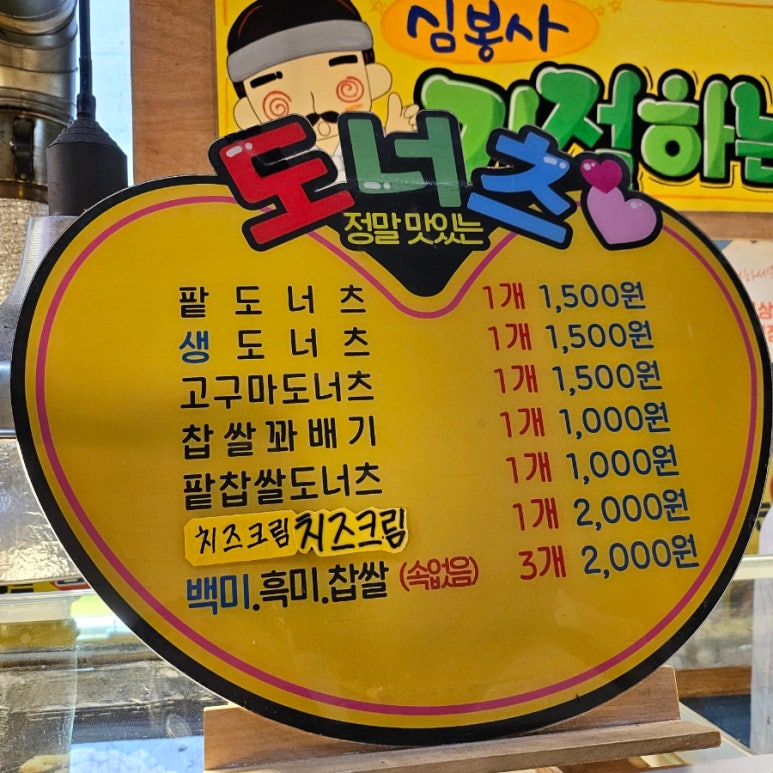 심봉사
기절하는
도너츠
정말 맛있는
팥 도 너 츠 1개 1,500원
생 도 너 츠 1개 1,500원
고구마도너츠 1개 1,500원
찹쌀꽈배기 1개 1,000원
팥찹쌀도너츠 1개 1,000원
치즈크림 치즈크림 1개 2,000원
백미.흑미.찹쌀 (속없음) 3개 2,000원